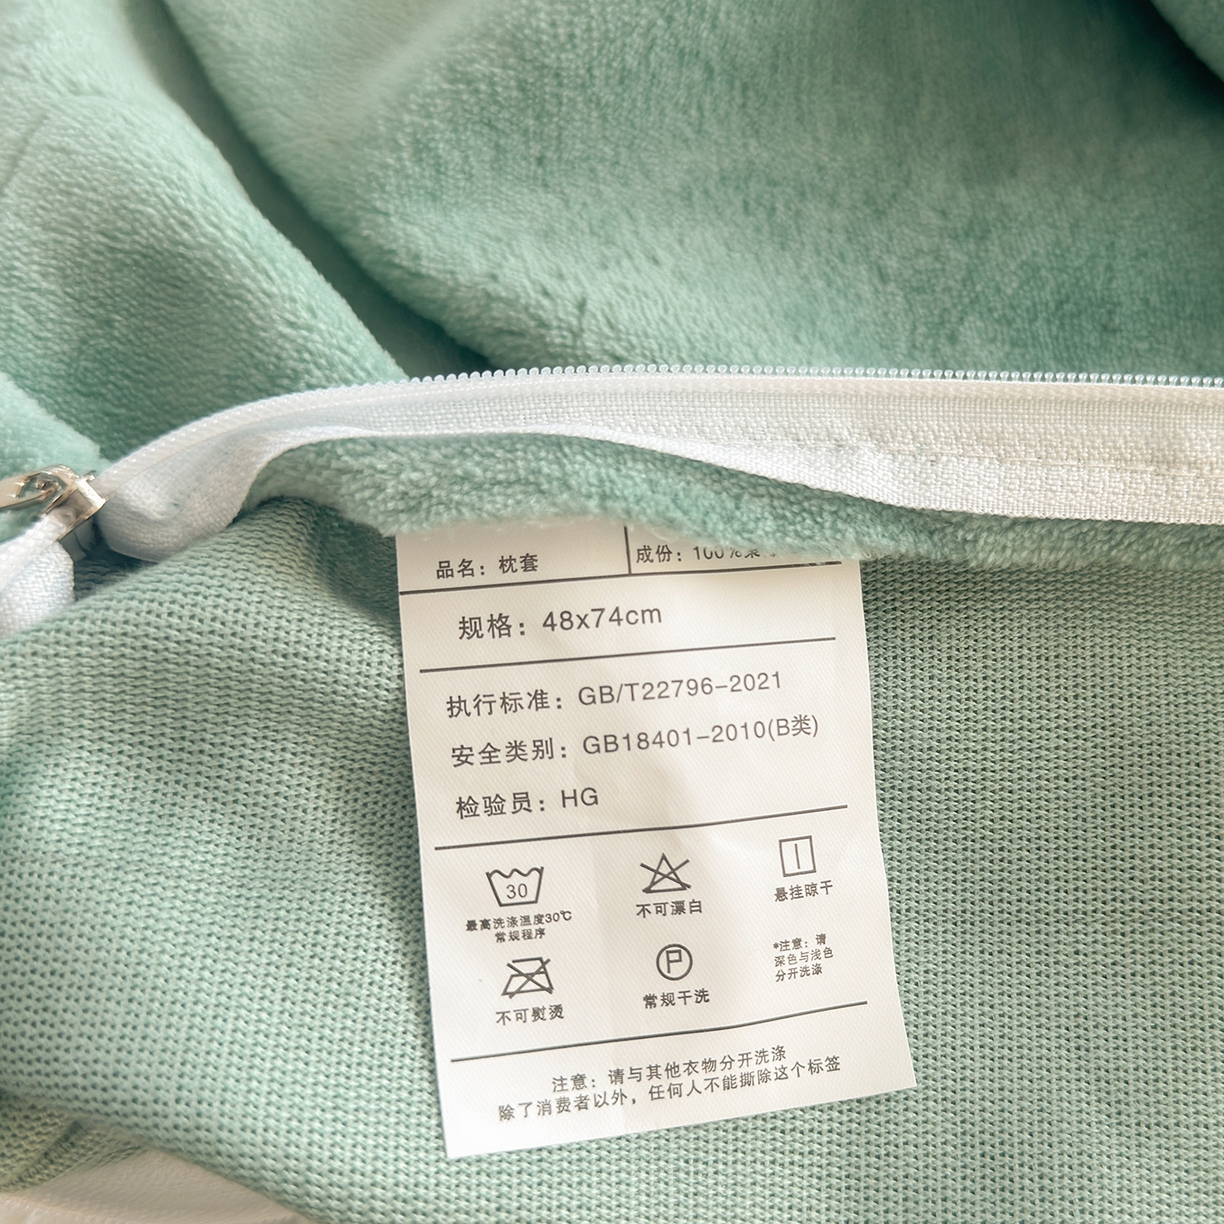 品名：枕套
成份：100%
规格：48x74cm
执行标准：GB/T22796-2021
安全类别：GB18401-2010(B类)
检验员：HG
30
最高洗涤温度30℃
常规程序
不可漂白
悬挂晾干
不可熨烫
P
常规干洗
*注意：请
深色与浅色
分开洗涤
注意：请与其他衣物分开洗涤
除了消费者以外，任何人不能撕除这个标签